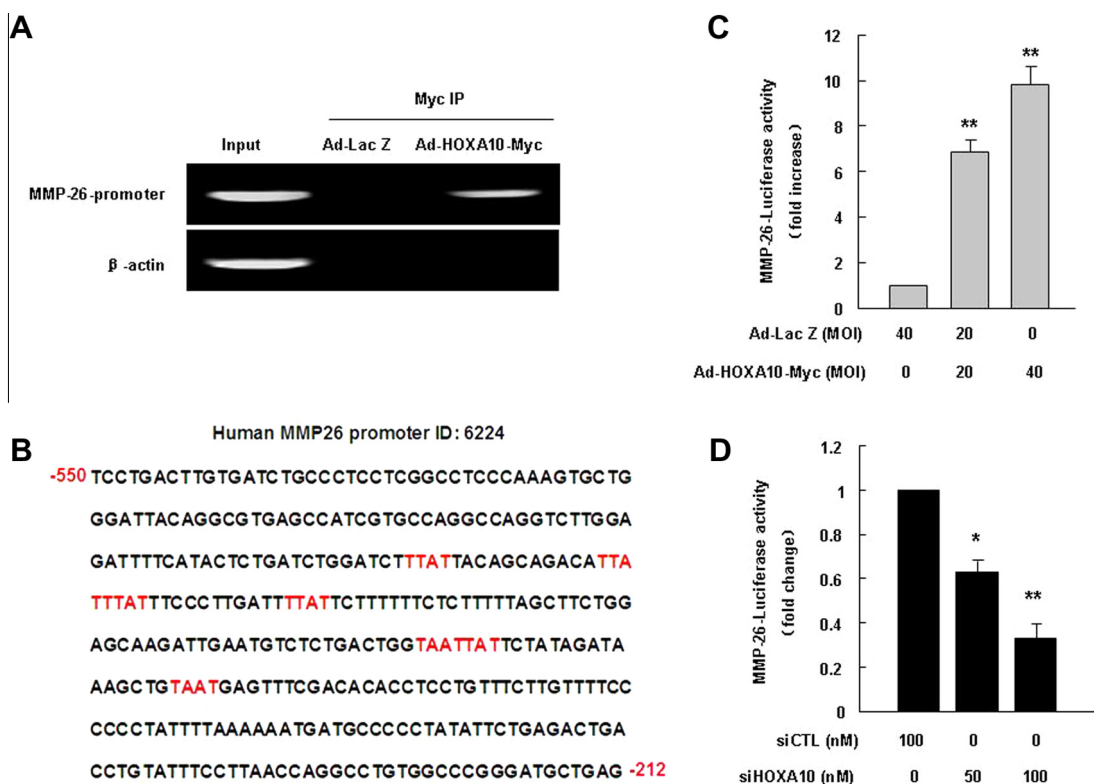 A
Myc IP
Input Ad-Lac Z Ad-HOXA10-Myc
MMP-26-promoter
β-actin
B
Human MMP26 promoter ID: 6224
-550 TCCTGACTTGTGATCTGCCCTCCTCGGCCTCCCAAAGTGCTG
GGATTACAGGCGTGAGCCATCGTGCCAGGCCAGGTCTTGGA
GATTTTCATACTCTGATCTGGATCTTTATTACAGCAGACATTA
TTTATTTCCCTTGATTTTATTCTTTTTTCTCTTTTTAGCTTCTGG
AGCAAGATTGAATGTCTCTGACTGGTAATTATTCTATAGATA
AAGCTGTAATGAGTTTCGACACACCTCCTGTTTCTTGTTTTCC
CCCCTATTTTAAAAAATGATGCCCCCTATATTCTGAGACTGA
CCTGTATTTCCTTAACCAGGCCTGTGGCCCGGGATGCTGAG -212
C
MMP-26-Luciferase activity
(fold increase)
12
10
8
6
4
2
0
**
**
Ad-Lac Z (MOI) 40 20 0
Ad-HOXA10-Myc (MOI) 0 20 40
D
MMP-26-Luciferase activity
(fold change)
1.2
1
0.8
0.6
0.4
0.2
0
*
**
siCTL (nM) 100 0 0
siHOXA10 (nM) 0 50 100